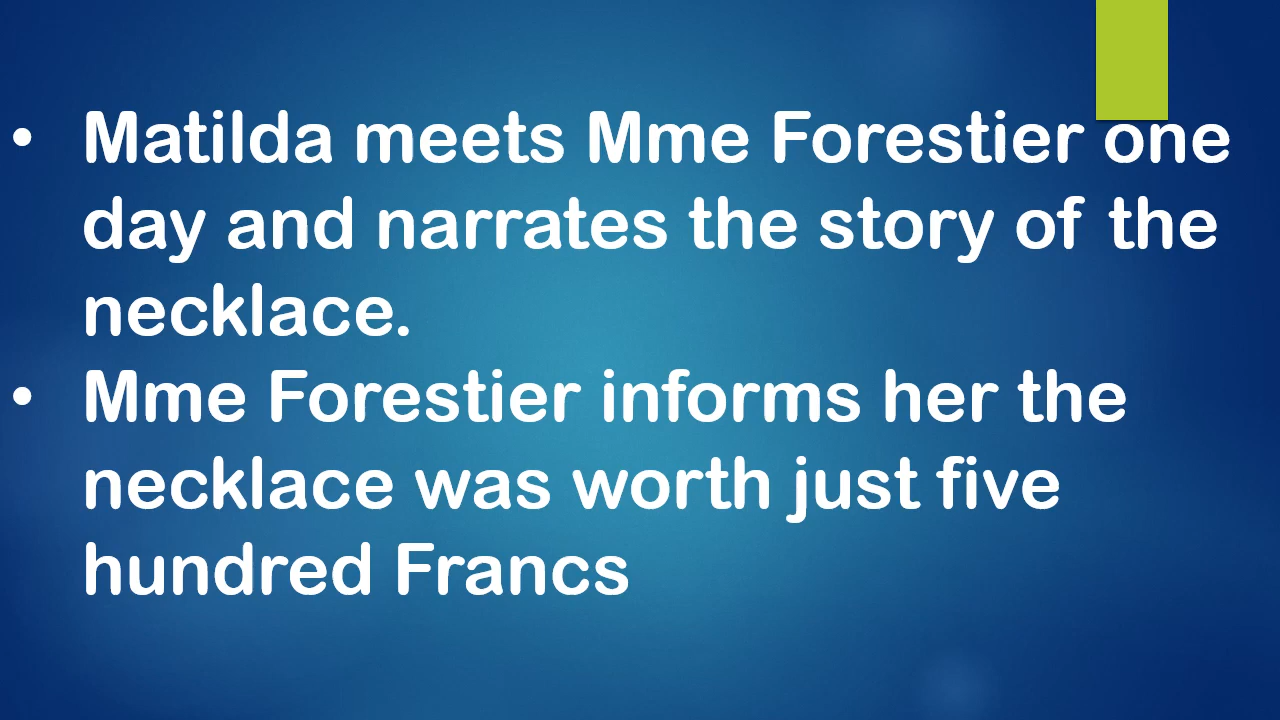 • Matilda meets Mme Forestier one
day and narrates the story of the
necklace.
• Mme Forestier informs her the
necklace was worth just five
hundred Francs